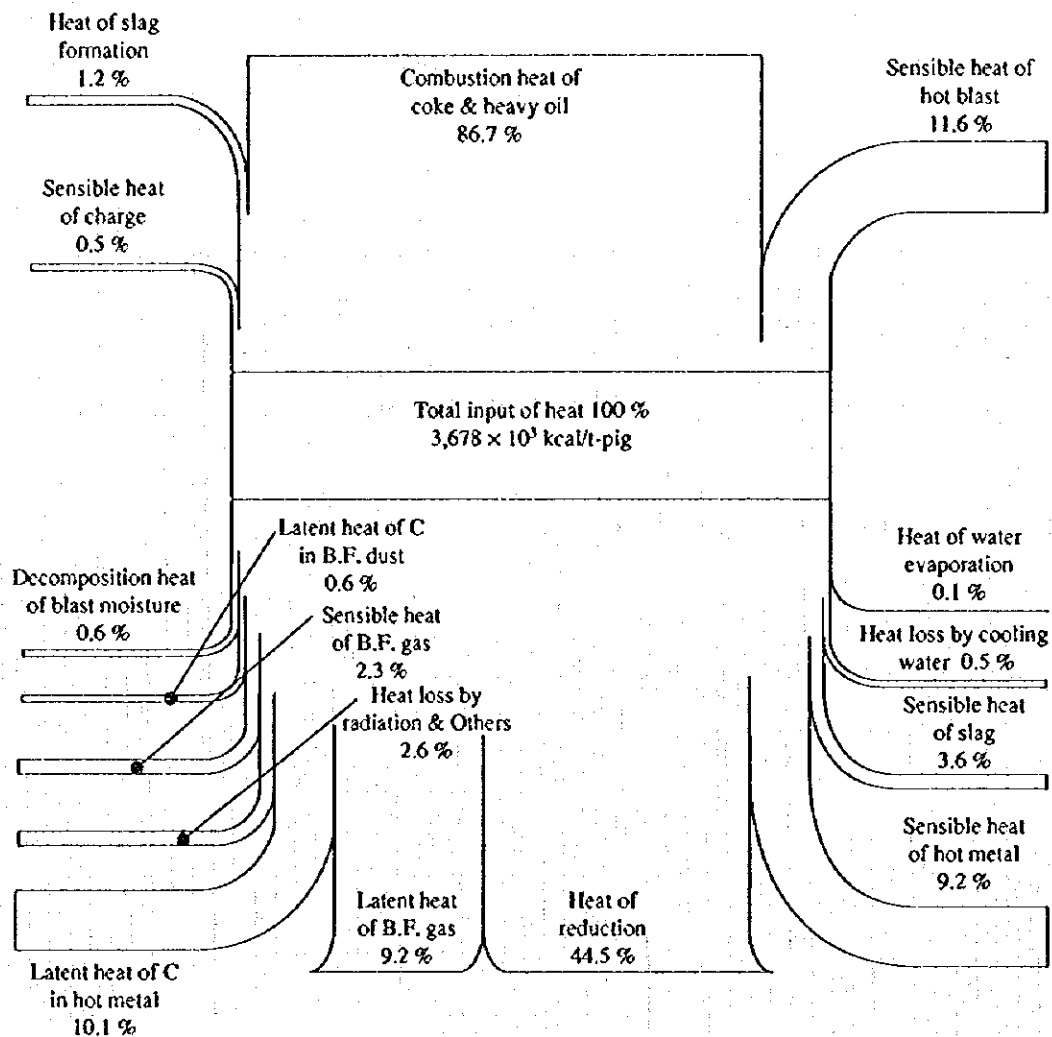 Heat of slag
formation
1.2 %
Combustion heat of
coke & heavy oil
86.7 %
Sensible heat of
hot blast
11.6 %
Sensible heat
of charge
0.5 %
Total input of heat 100 %
3,678 × 10³ kcal/t-pig
Latent heat of C
in B.F. dust
0.6 %
Decomposition heat
of blast moisture
0.6 %
Sensible heat
of B.F. gas
2.3 %
Heat loss by
radiation & Others
2.6 %
Heat of water
evaporation
0.1 %
Heat loss by cooling
water 0.5 %
Sensible heat
of slag
3.6 %
Sensible heat
of hot metal
9.2 %
Latent heat
of B.F. gas
9.2 %
Heat of
reduction
44.5 %
Latent heat of C
in hot metal
10.1 %